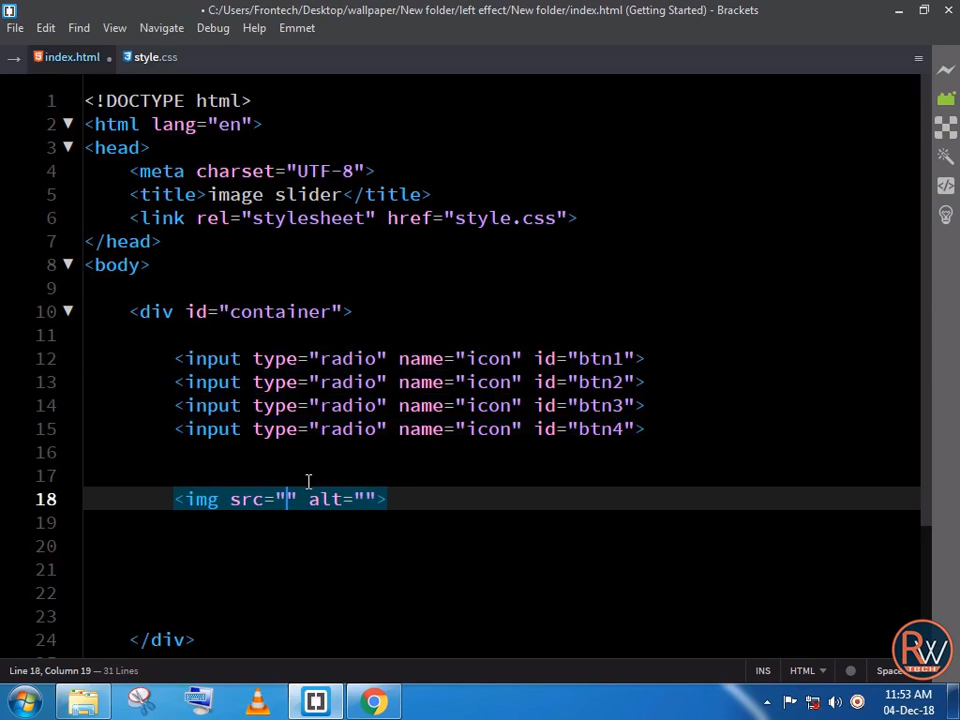 • C:/Users/Frontech/Desktop/wallpaper/New folder/left effect/New folder/index.html (Getting Started) - Brackets
File Edit Find View Navigate Debug Help Emmet
index.html • style.css
1 <!DOCTYPE html>
2 <html lang="en">
3 <head>
4 <meta charset="UTF-8">
5 <title>image slider</title>
6 <link rel="stylesheet" href="style.css">
7 </head>
8 <body>
9
10 <div id="container">
11
12 <input type="radio" name="icon" id="btn1">
13 <input type="radio" name="icon" id="btn2">
14 <input type="radio" name="icon" id="btn3">
15 <input type="radio" name="icon" id="btn4">
16
17
18 <img src="" alt="">
19
20
21
22
23
24 </div>
Line 18, Column 19 — 31 Lines
INS HTML Spac
RW
TECH
11:53 AM
04-Dec-18